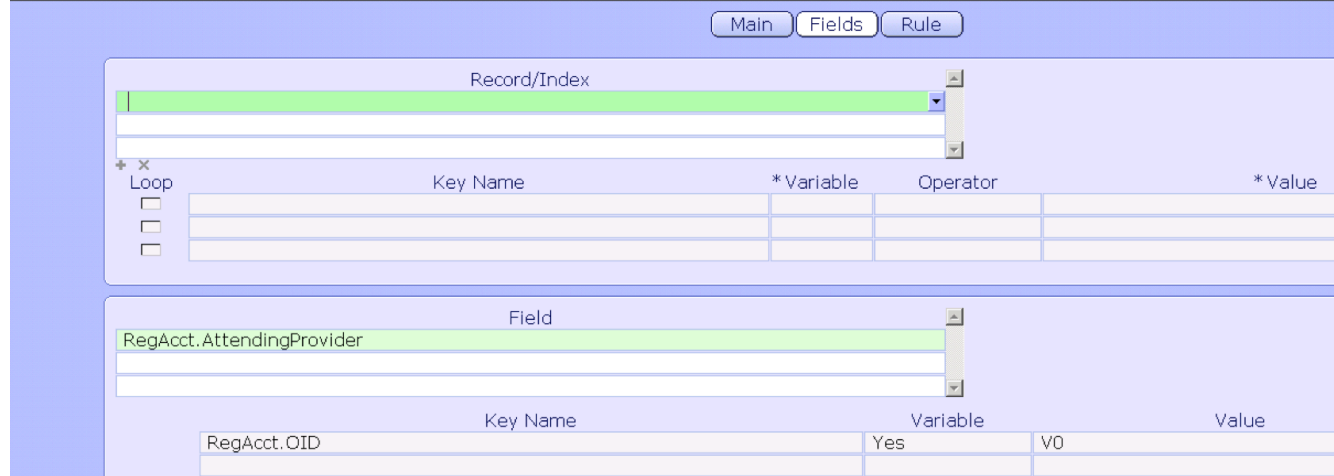 Main Fields Rule
Record/Index
Loop Key Name *Variable Operator *Value
Field
RegAcct.AttendingProvider
Key Name Variable Value
RegAcct.OID Yes V0